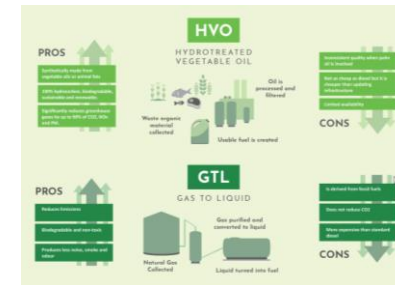 HVO
HYDROTREATED
VEGETABLE OIL
PROS
Synthetically made from
vegetable oils or animal fats
100% hydrocarbon, biodegradable,
sustainable and renewable
Significantly reduces greenhouse
gases by up to 90% of CO2, NOx
and PM.
Waste organic
material
collected
Oil is
processed and
filtered
Usable fuel is created
Inconsistent quality when palm
oil is involved
Not as cheap as diesel but it is
cheaper than updating
infrastructure
Limited availability
CONS
GTL
GAS TO LIQUID
PROS
Reduces Emissions
Biodegradable and non-toxic
Produces less noise, smoke and
odour
Natural Gas
Collected
Gas purified and
converted to liquid
Liquid turned into fuel
Is derived from fossil fuels
Does not reduce CO2
More expensive than standard
diesel
CONS